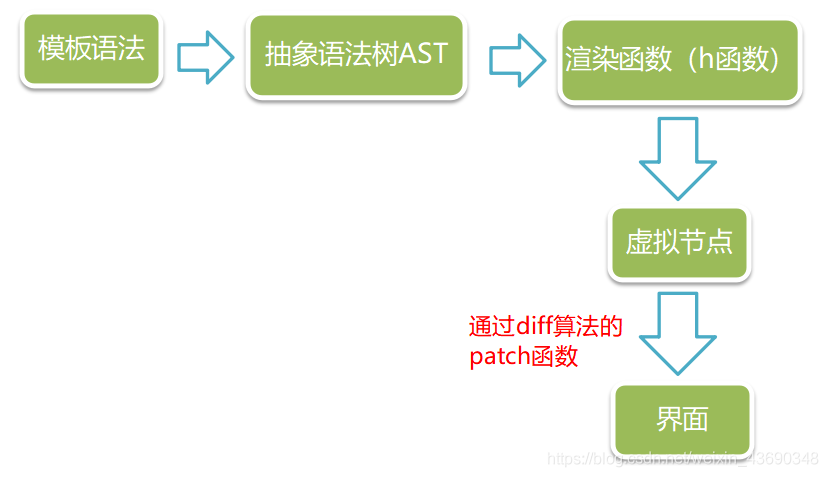 模板语法
抽象语法树AST
渲染函数（h函数）
虚拟节点
通过diff算法的
patch函数
界面
https://blog.csdn.net/weixin_43690348